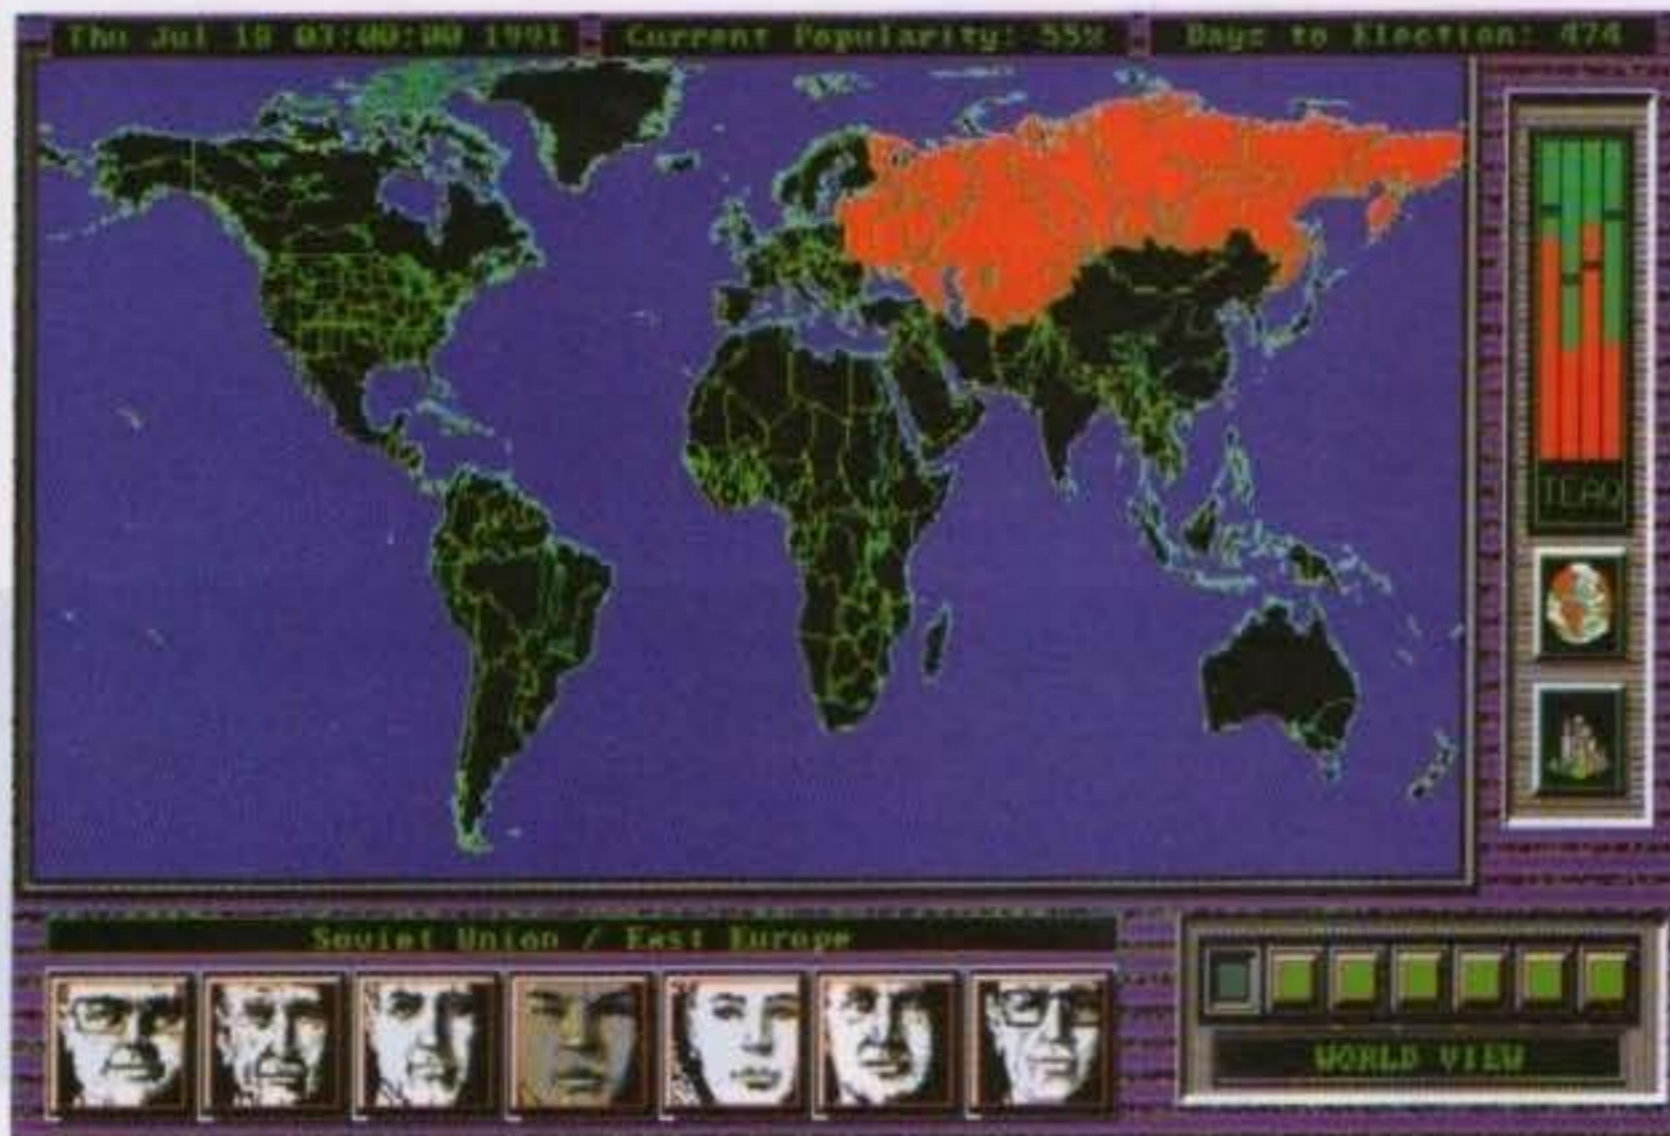 Thu Jul 18 03:00:00 1991
Current Popularity: 55%
Days to Election: 474
TEAO
Soviet Union / East Europe
WORLD VIEW